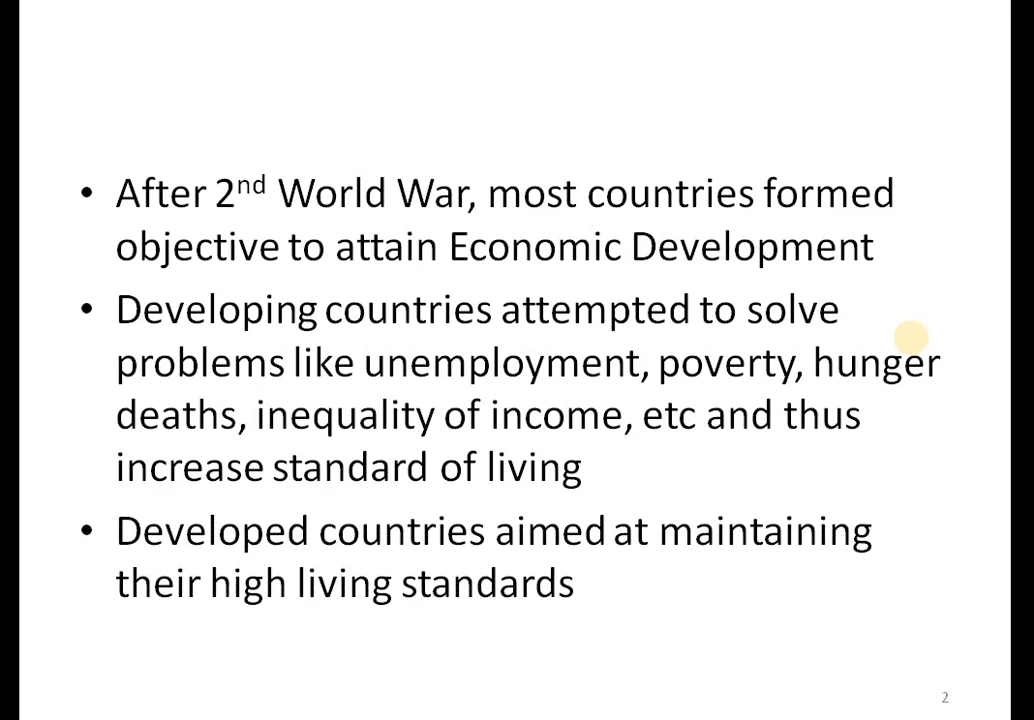 • After 2nd World War, most countries formed
objective to attain Economic Development
• Developing countries attempted to solve
problems like unemployment, poverty, hunger
deaths, inequality of income, etc and thus
increase standard of living
• Developed countries aimed at maintaining
their high living standards
2